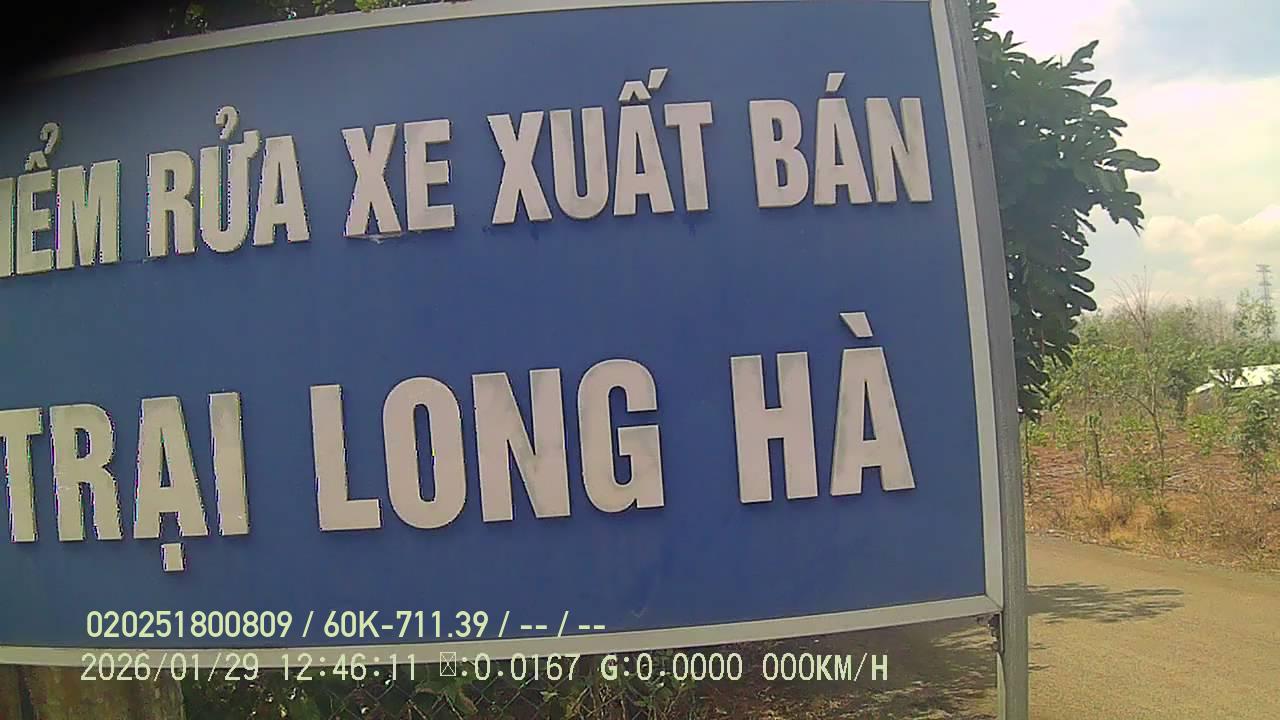 RỬA XE XUẤT BÁN
TRẠI LONG HÀ
020251800809 / 60K-711.39 / -- / --
2026/01/29 12:46:11 :0.0167 G:0.0000 000KM/H